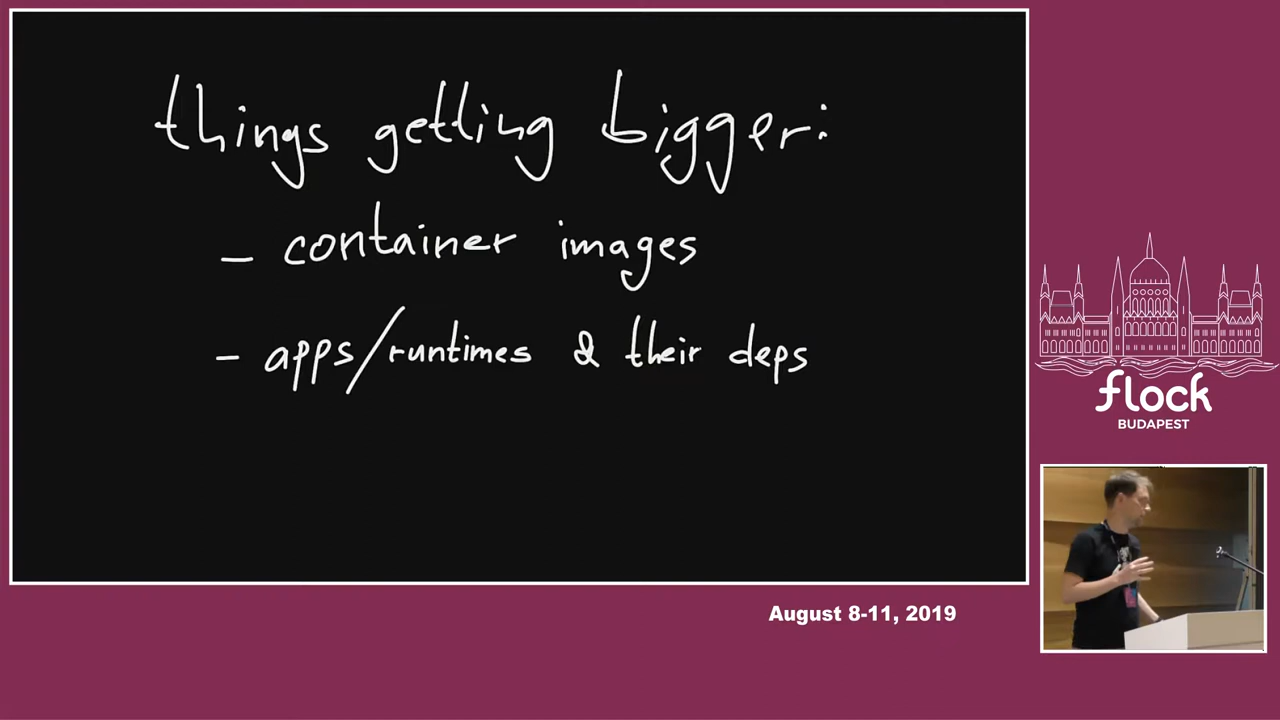 things getting bigger:
- container images
- apps/runtimes & their deps
flock
BUDAPEST
August 8-11, 2019